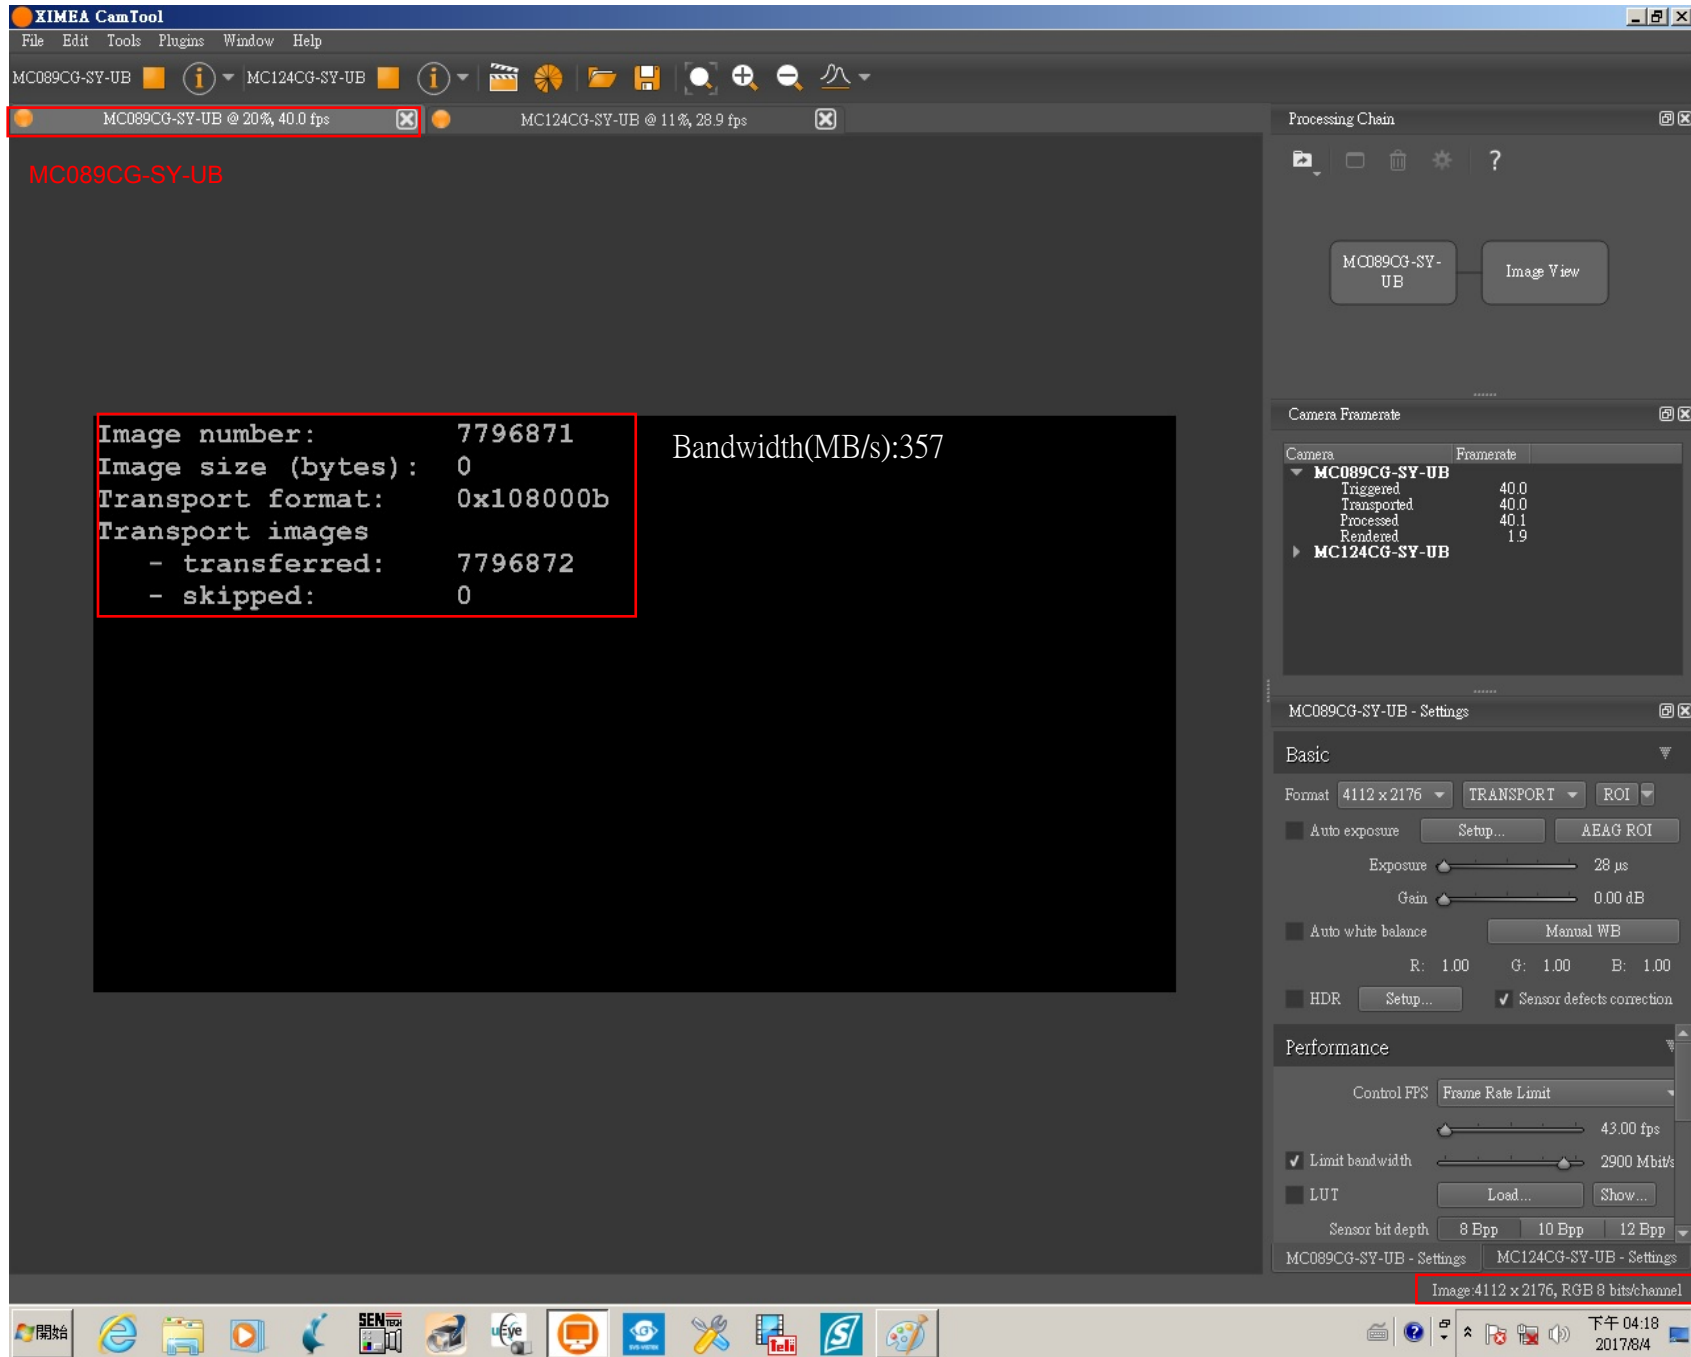 XIMEA CamTool
File Edit Tools Plugins Window Help
MC089CG-SY-UB MC124CG-SY-UB
MC089CG-SY-UB @ 20%, 40.0 fps MC124CG-SY-UB @ 11%, 28.9 fps
MC089CG-SY-UB
Image number: 7796871
Image size (bytes): 0
Transport format: 0x108000b
Transport images
- transferred: 7796872
- skipped: 0
Bandwidth(MB/s):357
Processing Chain
?
MC089CG-SY-
UB
Image View
Camera Framerate
Camera Framerate
MC089CG-SY-UB
Triggered 40.0
Transported 40.0
Processed 40.1
Rendered 1.9
MC124CG-SY-UB
MC089CG-SY-UB - Settings
Basic
Format 4112 x 2176 TRANSPORT ROI
Auto exposure Setup... AEAG ROI
Exposure 28 µs
Gain 0.00 dB
Auto white balance Manual WB
R: 1.00 G: 1.00 B: 1.00
HDR Setup... Sensor defects correction
Performance
Control FPS Frame Rate Limit
43.00 fps
Limit bandwidth 2900 Mbit/s
LUT Load... Show...
Sensor bit depth 8 Bpp 10 Bpp 12 Bpp
MC089CG-SY-UB - Settings MC124CG-SY-UB - Settings
Image:4112 x 2176, RGB 8 bits/channel
開始
SENTECH
uEye
SVS-VISTEK
Teli
下午 04:18
2017/8/4